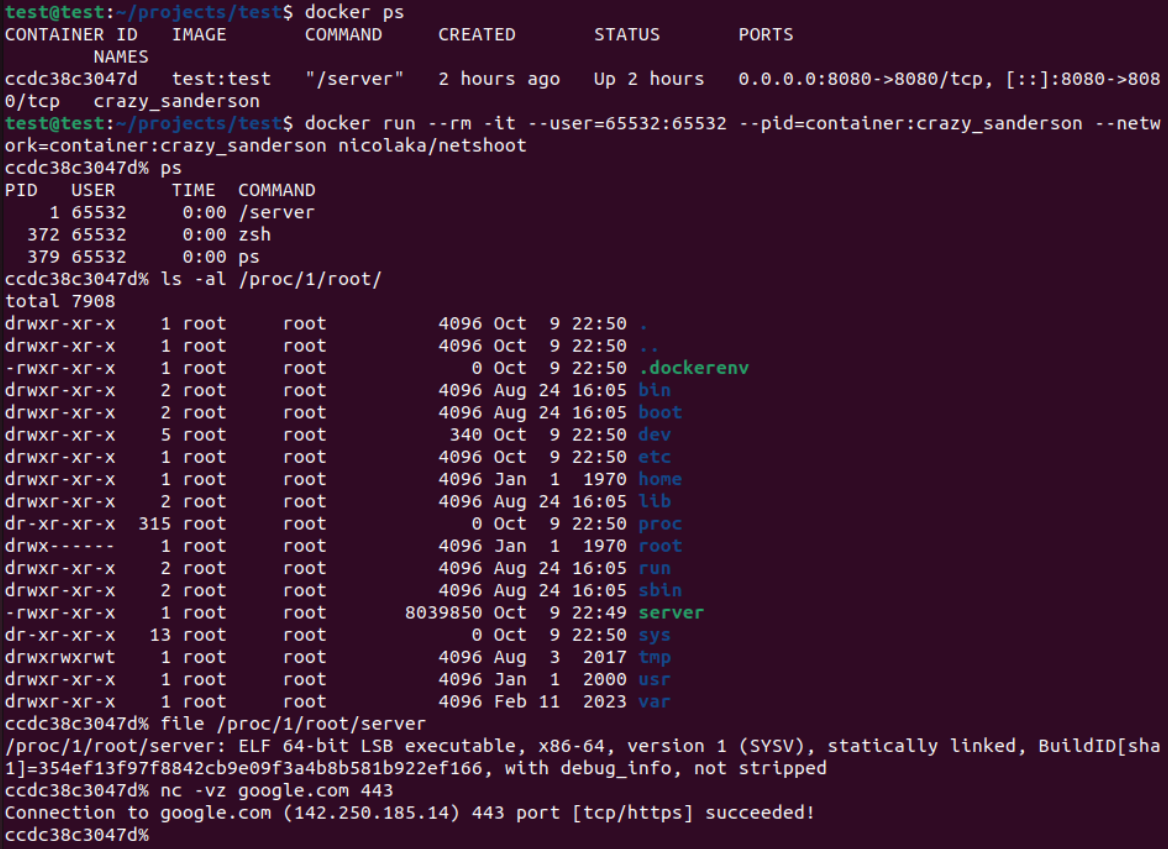 test@test:~/projects/test$ docker ps
CONTAINER ID   IMAGE       COMMAND     CREATED       STATUS       PORTS
        NAMES
ccdc38c3047d   test:test   "/server"   2 hours ago   Up 2 hours   0.0.0.0:8080->8080/tcp, [::]:8080->808
0/tcp   crazy_sanderson
test@test:~/projects/test$ docker run --rm -it --user=65532:65532 --pid=container:crazy_sanderson --netw
ork=container:crazy_sanderson nicolaka/netshoot
ccdc38c3047d% ps
PID   USER     TIME  COMMAND
    1 65532     0:00 /server
  372 65532     0:00 zsh
  379 65532     0:00 ps
ccdc38c3047d% ls -al /proc/1/root/
total 7908
drwxr-xr-x    1 root     root          4096 Oct  9 22:50 .
drwxr-xr-x    1 root     root          4096 Oct  9 22:50 ..
-rwxr-xr-x    1 root     root             0 Oct  9 22:50 .dockerenv
drwxr-xr-x    2 root     root          4096 Aug 24 16:05 bin
drwxr-xr-x    2 root     root          4096 Aug 24 16:05 boot
drwxr-xr-x    5 root     root           340 Oct  9 22:50 dev
drwxr-xr-x    1 root     root          4096 Oct  9 22:50 etc
drwxr-xr-x    1 root     root          4096 Jan  1  1970 home
drwxr-xr-x    2 root     root          4096 Aug 24 16:05 lib
dr-xr-xr-x  315 root     root             0 Oct  9 22:50 proc
drwx------    1 root     root          4096 Jan  1  1970 root
drwxr-xr-x    2 root     root          4096 Aug 24 16:05 run
drwxr-xr-x    2 root     root          4096 Aug 24 16:05 sbin
-rwxr-xr-x    1 root     root       8039850 Oct  9 22:49 server
dr-xr-xr-x   13 root     root             0 Oct  9 22:50 sys
drwxrwxrwt    1 root     root          4096 Aug  3  2017 tmp
drwxr-xr-x    1 root     root          4096 Jan  1  2000 usr
drwxr-xr-x    1 root     root          4096 Feb 11  2023 var
ccdc38c3047d% file /proc/1/root/server
/proc/1/root/server: ELF 64-bit LSB executable, x86-64, version 1 (SYSV), statically linked, BuildID[sha
1]=354ef13f97f8842cb9e09f3a4b8b581b922ef166, with debug_info, not stripped
ccdc38c3047d% nc -vz google.com 443
Connection to google.com (142.250.185.14) 443 port [tcp/https] succeeded!
ccdc38c3047d%